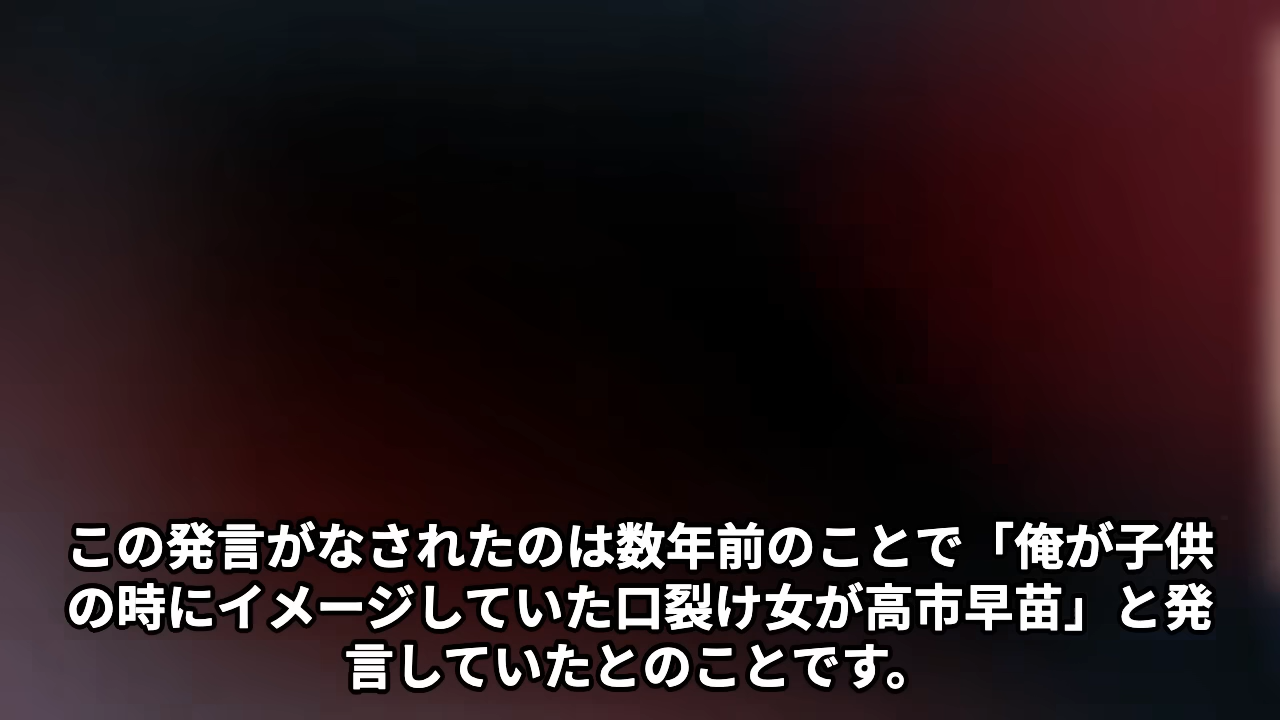 この発言がなされたのは数年前のことで「俺が子供
の時にイメージしていた口裂け女が高市早苗」と発
言していたとのことです。